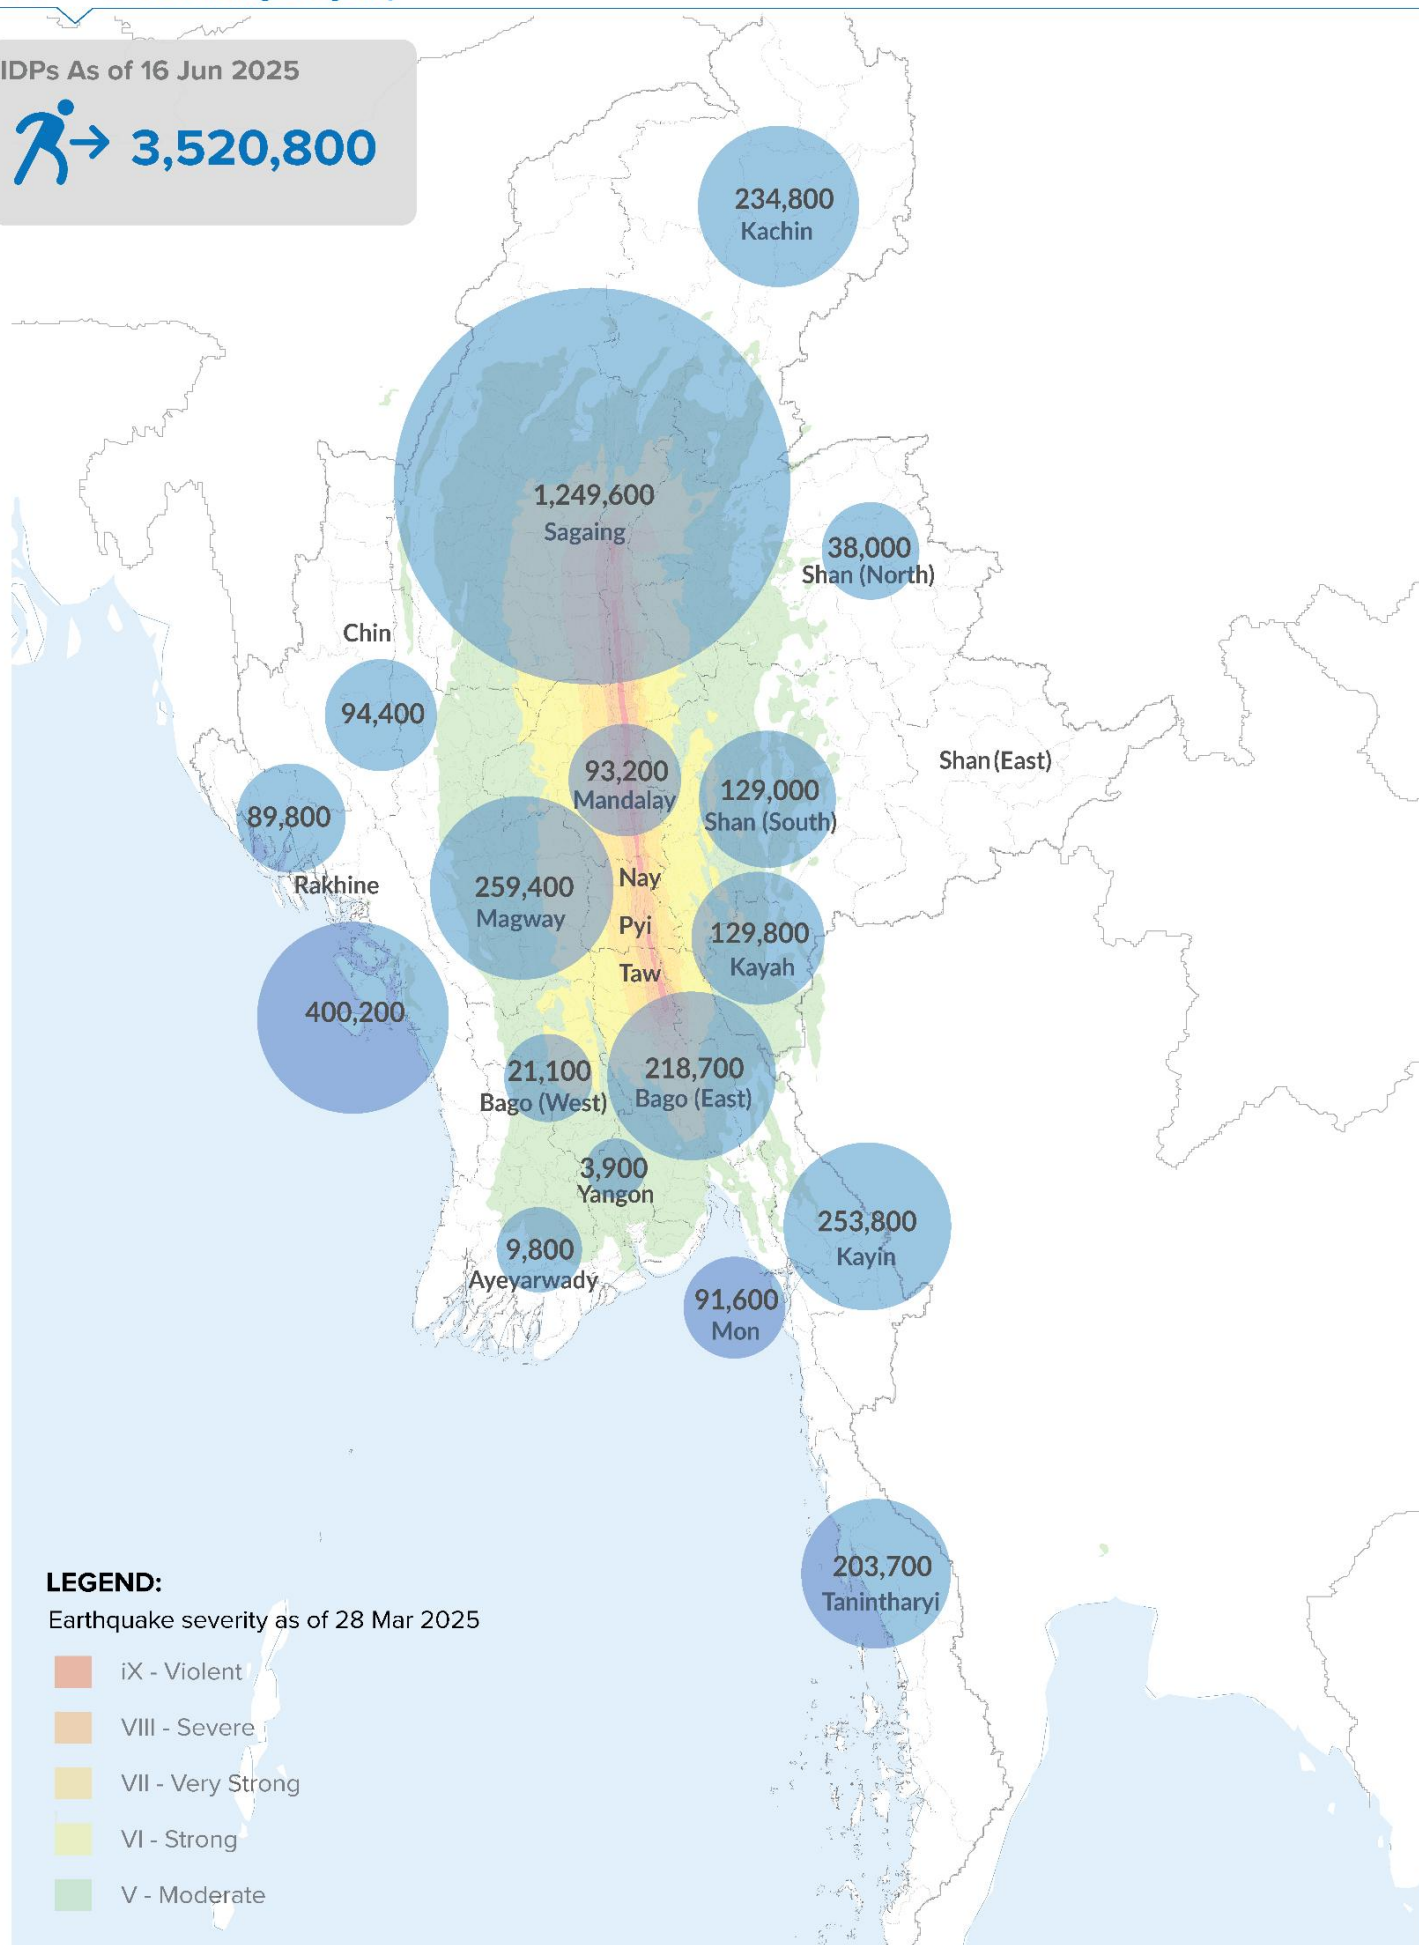 IDPs As of 16 Jun 2025
3,520,800
234,800
Kachin
1,249,600
Sagaing
38,000
Shan (North)
Chin
94,400
93,200
Mandalay
129,000
Shan (South)
Shan (East)
89,800
Rakhine
259,400
Magway
Nay
Pyi
Taw
129,800
Kayah
400,200
21,100
Bago (West)
218,700
Bago (East)
3,900
Yangon
253,800
Kayin
9,800
Ayeyarwady
91,600
Mon
203,700
Tanintharyi
LEGEND:
Earthquake severity as of 28 Mar 2025
iX - Violent
VIII - Severe
VII - Very Strong
VI - Strong
V - Moderate